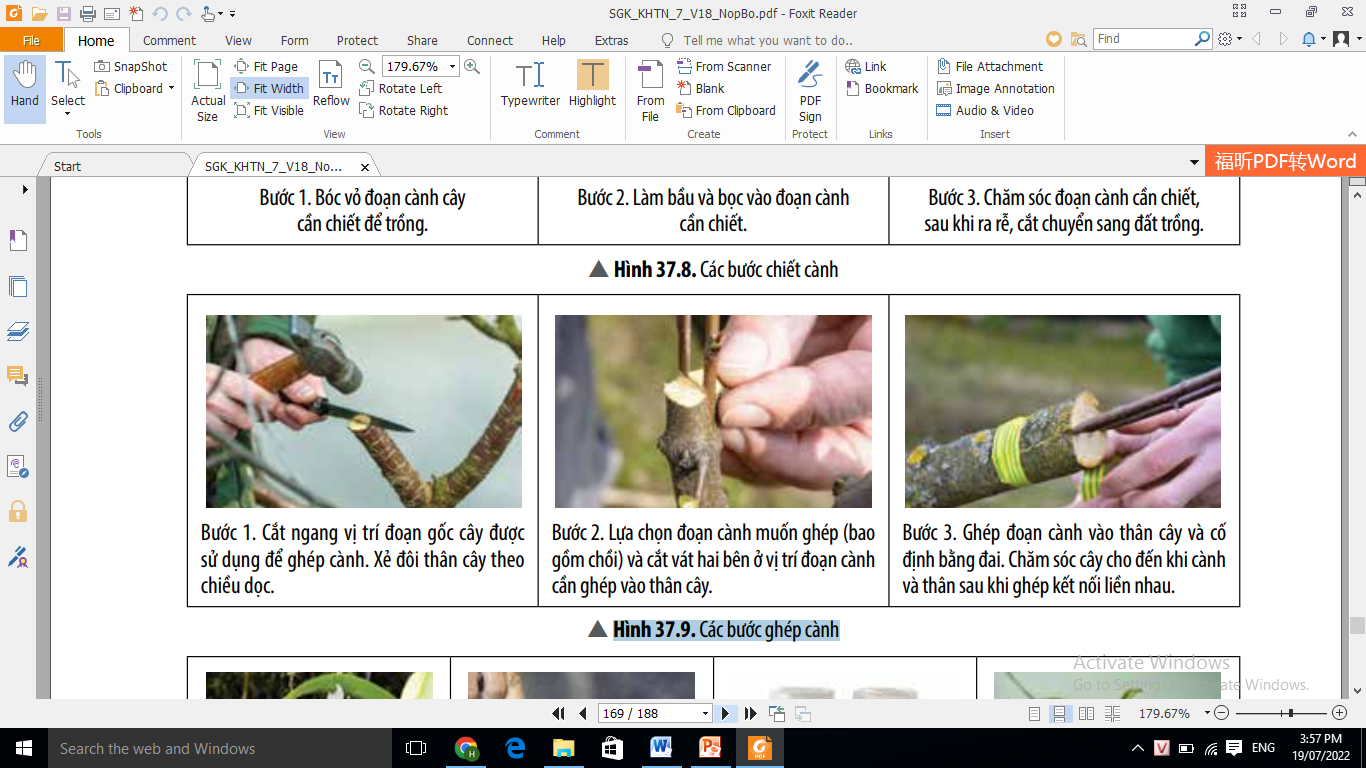 SGK_KHTN_7_V18_NopBo.pdf - Foxit Reader
File Home Comment View Form Protect Share Connect Help Extras Tell me what you want to do.. Find
Hand
Select
SnapShot
Clipboard
Tools
Actual Size
Fit Page
Fit Width
Fit Visible
Reflow
179.67%
Rotate Left
Rotate Right
View
Typewriter
Highlight
Comment
From File
From Scanner
Blank
From Clipboard
Create
PDF Sign
Protect
Link
Bookmark
Links
File Attachment
Image Annotation
Audio & Video
Insert
Start
SGK_KHTN_7_V18_No...
福昕PDF转Word
Bước 1. Bóc vỏ đoạn cành cây
cần chiết để trồng.
Bước 2. Làm bầu và bọc vào đoạn cành
cần chiết.
Bước 3. Chăm sóc đoạn cành cần chiết,
sau khi ra rễ, cắt chuyển sang đất trồng.
▲ Hình 37.8. Các bước chiết cành
Bước 1. Cắt ngang vị trí đoạn gốc cây được
sử dụng để ghép cành. Xẻ đôi thân cây theo
chiều dọc.
Bước 2. Lựa chọn đoạn cành muốn ghép (bao
gồm chồi) và cắt vát hai bên ở vị trí đoạn cành
cần ghép vào thân cây.
Bước 3. Ghép đoạn cành vào thân cây và cố
định bằng đai. Chăm sóc cây cho đến khi cành
và thân sau khi ghép kết nối liền nhau.
▲ Hình 37.9. Các bước ghép cành
Activate Windows
Go to Settings to activate Windows.
169 / 188
179.67%
Search the web and Windows
ENG
3:57 PM
19/07/2022